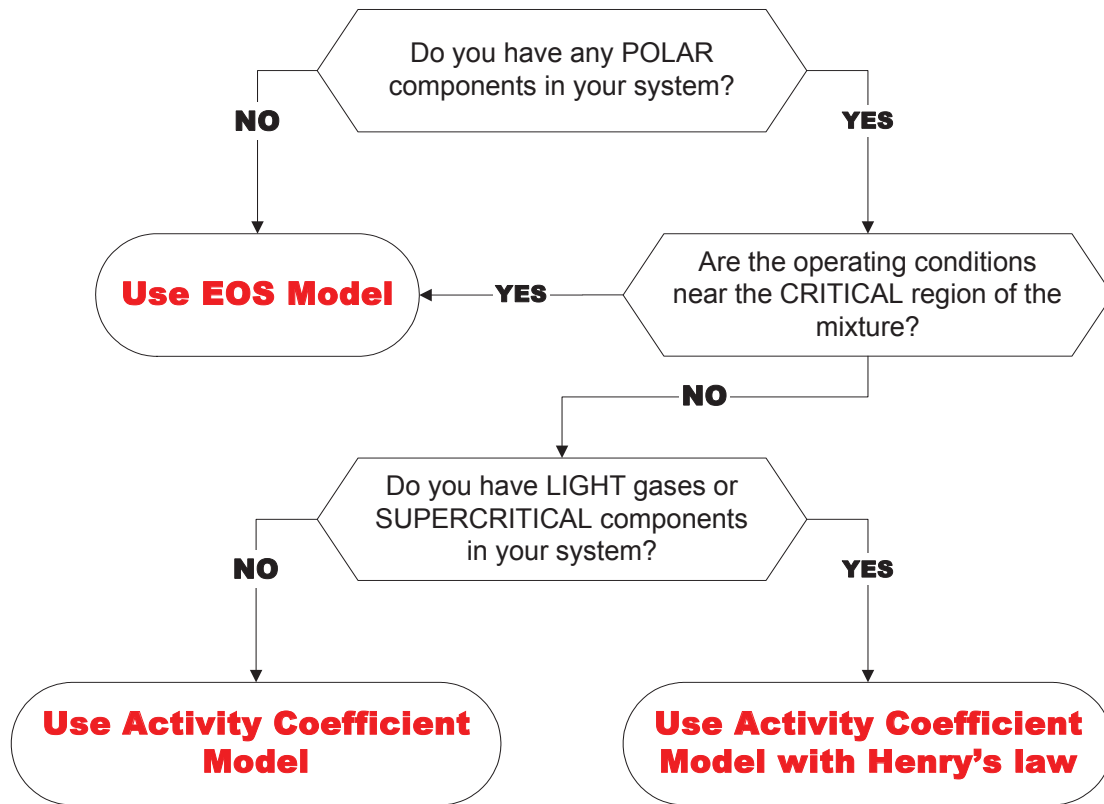 Do you have any POLAR
components in your system?
NO
YES
Use EOS Model
YES
Are the operating conditions
near the CRITICAL region of the
mixture?
NO
Do you have LIGHT gases or
SUPERCRITICAL components
in your system?
NO
YES
Use Activity Coefficient
Model
Use Activity Coefficient
Model with Henry’s law